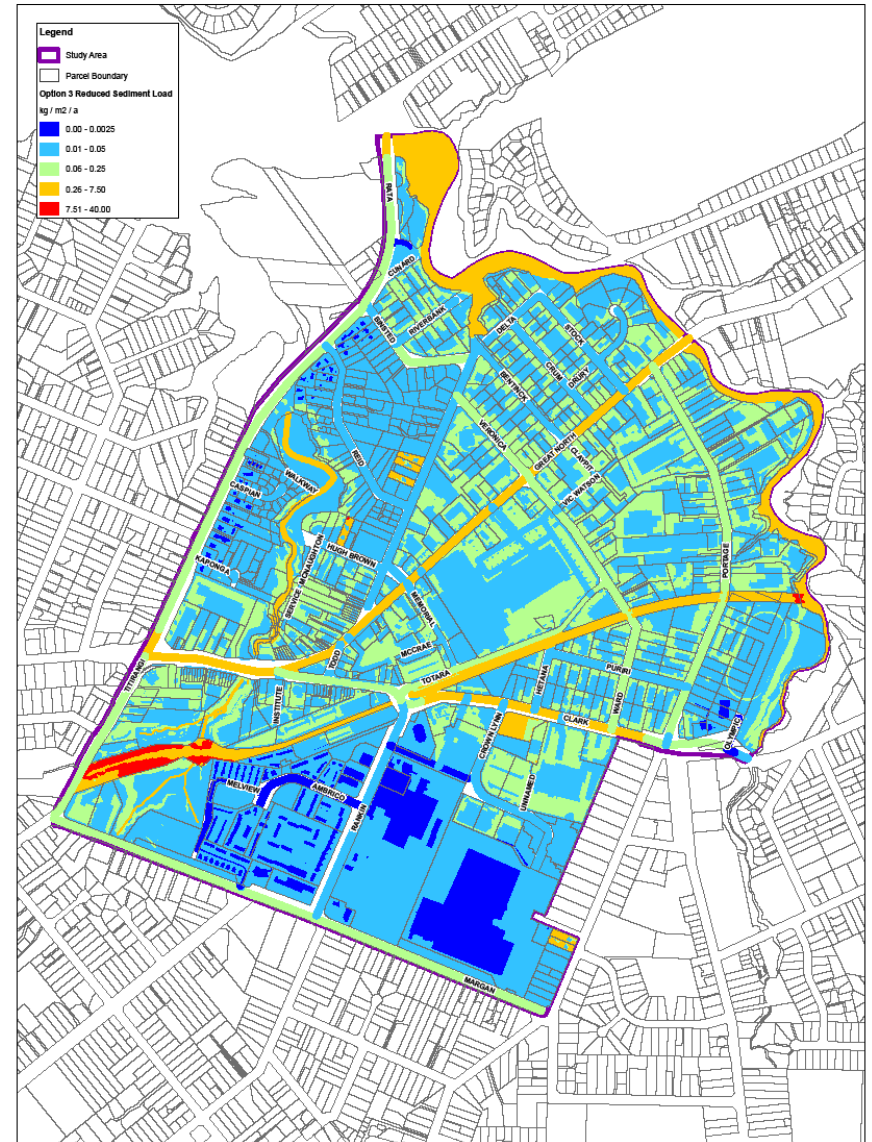 Legend
Study Area
Parcel Boundary
Option 3 Reduced Sediment Load
kg / m2 / a
0.00 - 0.0025
0.01 - 0.05
0.06 - 0.25
0.26 - 7.50
7.51 - 40.00
RATA
CUNARD
BINSTED
RIVERBANK
DELTA
STOCK
CRUM
DRURY
BENTINCK
VERONICA
GREAT NORTH
CLAYPIT
VIC WATSON
REID
WALKWAY
CASPIAN
KAPONGA
SERVICE
MCNAUGHTON
HUGH BROWN
MEMORIAL
MCCRAE
TODD
TOTARA
PORTAGE
PURIRI
HETANA
WARD
TITIRANGI
INSTITUTE
CROWN LYNN
CLARK
OLYMPIC
UNNAMED
MELVIEW
AMBRICO
RANKIN
MARGAN